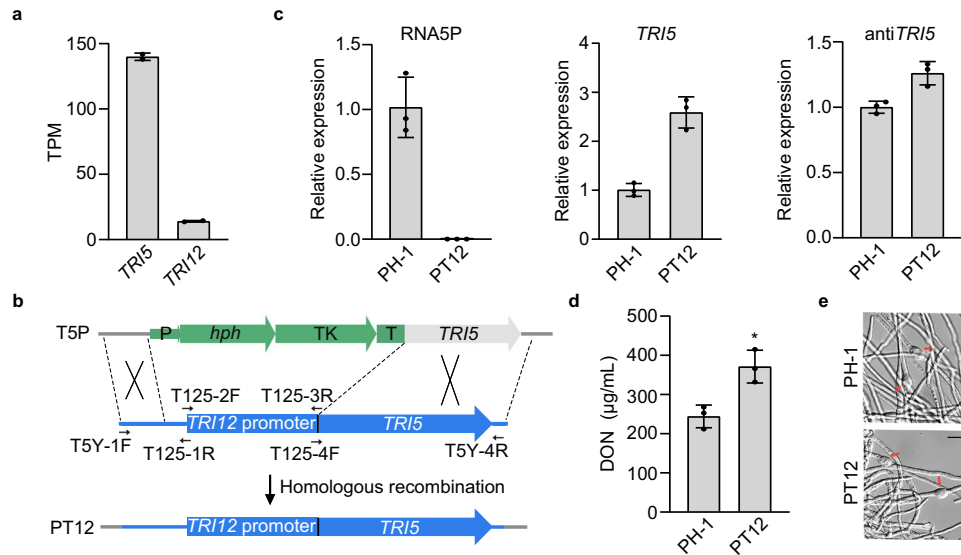 a
TPM
150
100
50
0
TRI5
TRI12
c
RNA5P
Relative expression
1.5
1.0
0.5
0.0
PH-1
PT12
TRI5
Relative expression
4
3
2
1
0
PH-1
PT12
antiTRI5
Relative expression
1.5
1.0
0.5
0.0
PH-1
PT12
b
T5P
P
hph
TK
T
TRI5
T125-2F
T125-3R
TRI12 promoter
TRI5
T5Y-1F
T125-1R
T125-4F
T5Y-4R
Homologous recombination
PT12
TRI12 promoter
TRI5
d
DON (µg/mL)
500
400
300
200
100
0
*
PH-1
PT12
e
PH-1
PT12